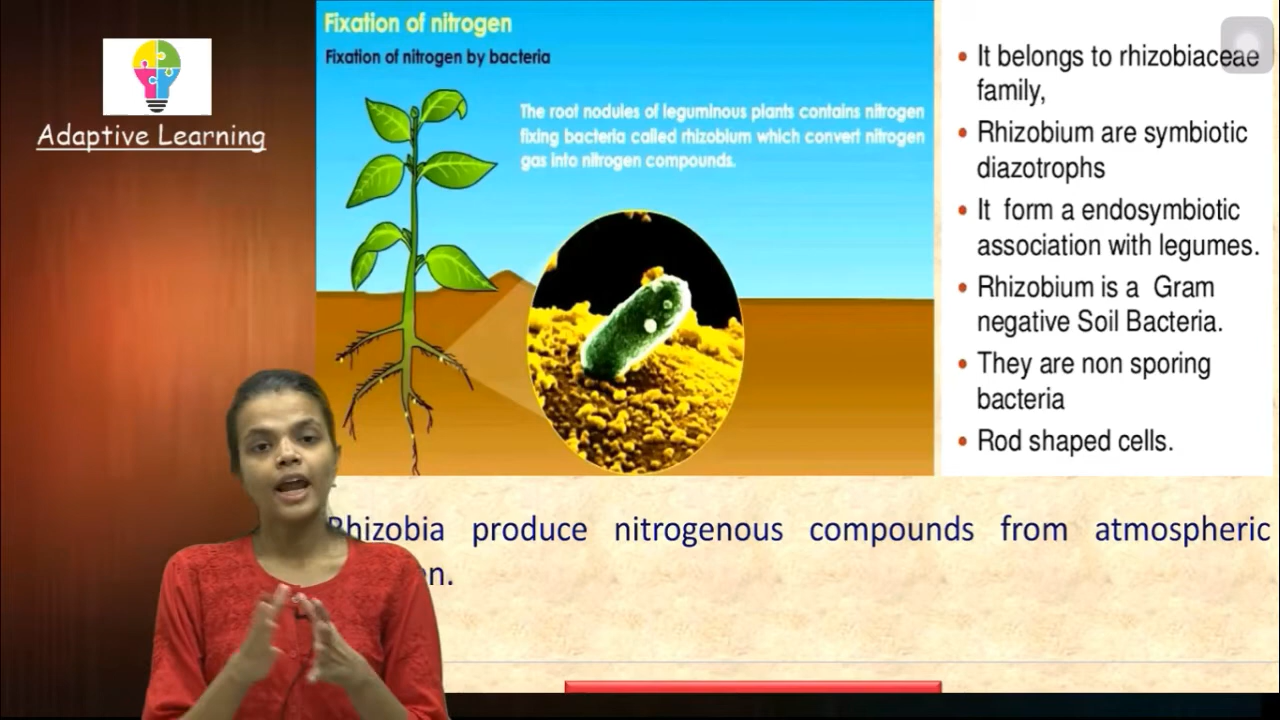 Adaptive Learning
Fixation of nitrogen
Fixation of nitrogen by bacteria
The root nodules of leguminous plants contains nitrogen
fixing bacteria called rhizobium which convert nitrogen
gas into nitrogen compounds.
• It belongs to rhizobiaceae
family,
• Rhizobium are symbiotic
diazotrophs
• It form a endosymbiotic
association with legumes.
• Rhizobium is a Gram
negative Soil Bacteria.
• They are non sporing
bacteria
• Rod shaped cells.
Rhizobia produce nitrogenous compounds from atmospheric